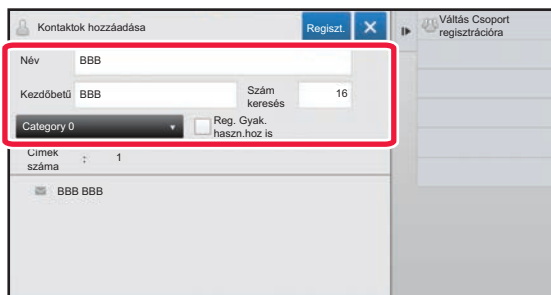 Kontaktok hozzáadása
Regiszt.
Váltás Csoport
regisztrációra
Név
BBB
Kezdőbetű
BBB
Szám
keresés
16
Category 0
Reg. Gyak.
haszn.hoz is
Címek
száma
:
1
BBB BBB